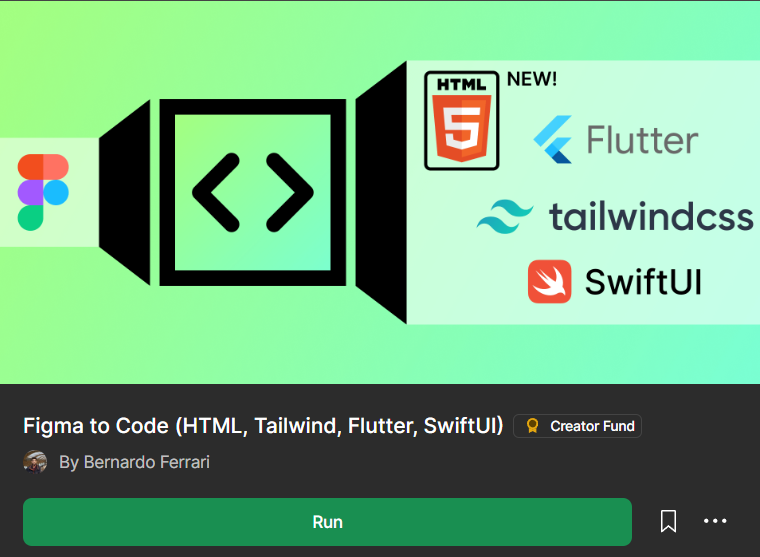 HTML
5
NEW!
Flutter
tailwindcss
SwiftUI
Figma to Code (HTML, Tailwind, Flutter, SwiftUI)
Creator Fund
By Bernardo Ferrari
Run